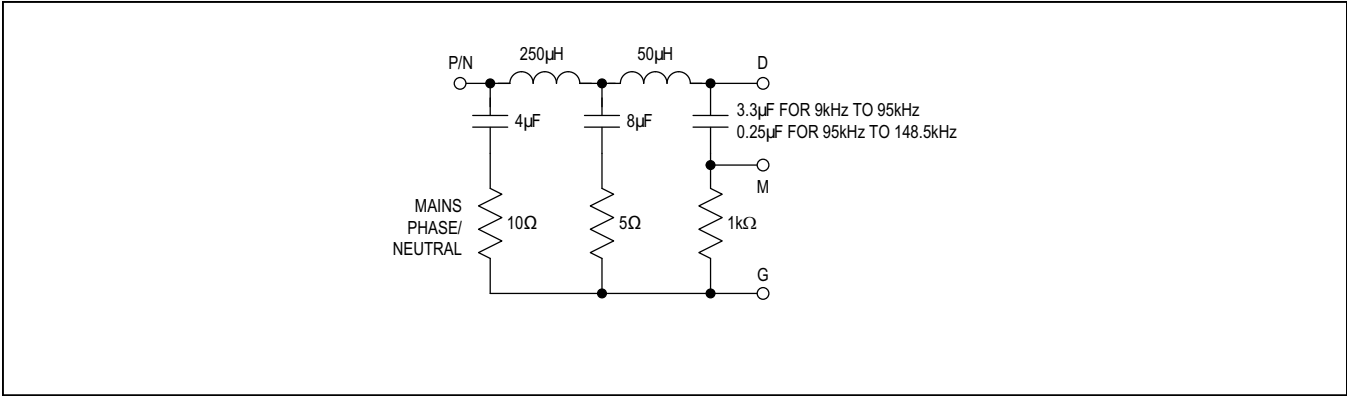 250µH
50µH
P/N
D
4µF
8µF
3.3µF FOR 9kHz TO 95kHz
0.25µF FOR 95kHz TO 148.5kHz
M
MAINS
PHASE/
NEUTRAL
10Ω
5Ω
1kΩ
G